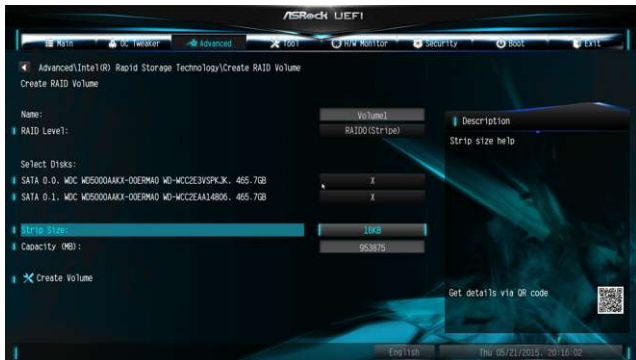 ASRock UEFI
Main OC Tweaker Advanced Tool H/W Monitor Security Boot Exit
Advanced\Intel(R) Rapid Storage Technology\Create RAID Volume
Create RAID Volume
Name: Volume1
RAID Level: RAID0(Stripe)
Select Disks:
SATA 0.0. WDC WD5000AAKX-00ERMA0 WD-WCC2E3VSPKJK. 465.7GB X
SATA 0.1. WDC WD5000AAKX-00ERMA0 WD-WCC2EAA14806. 465.7GB X
Strip Size: 16KB
Capacity (MB): 953875
Create Volume
Description
Strip size help
Get details via QR code
English Thu 05/21/2015. 20:16:02